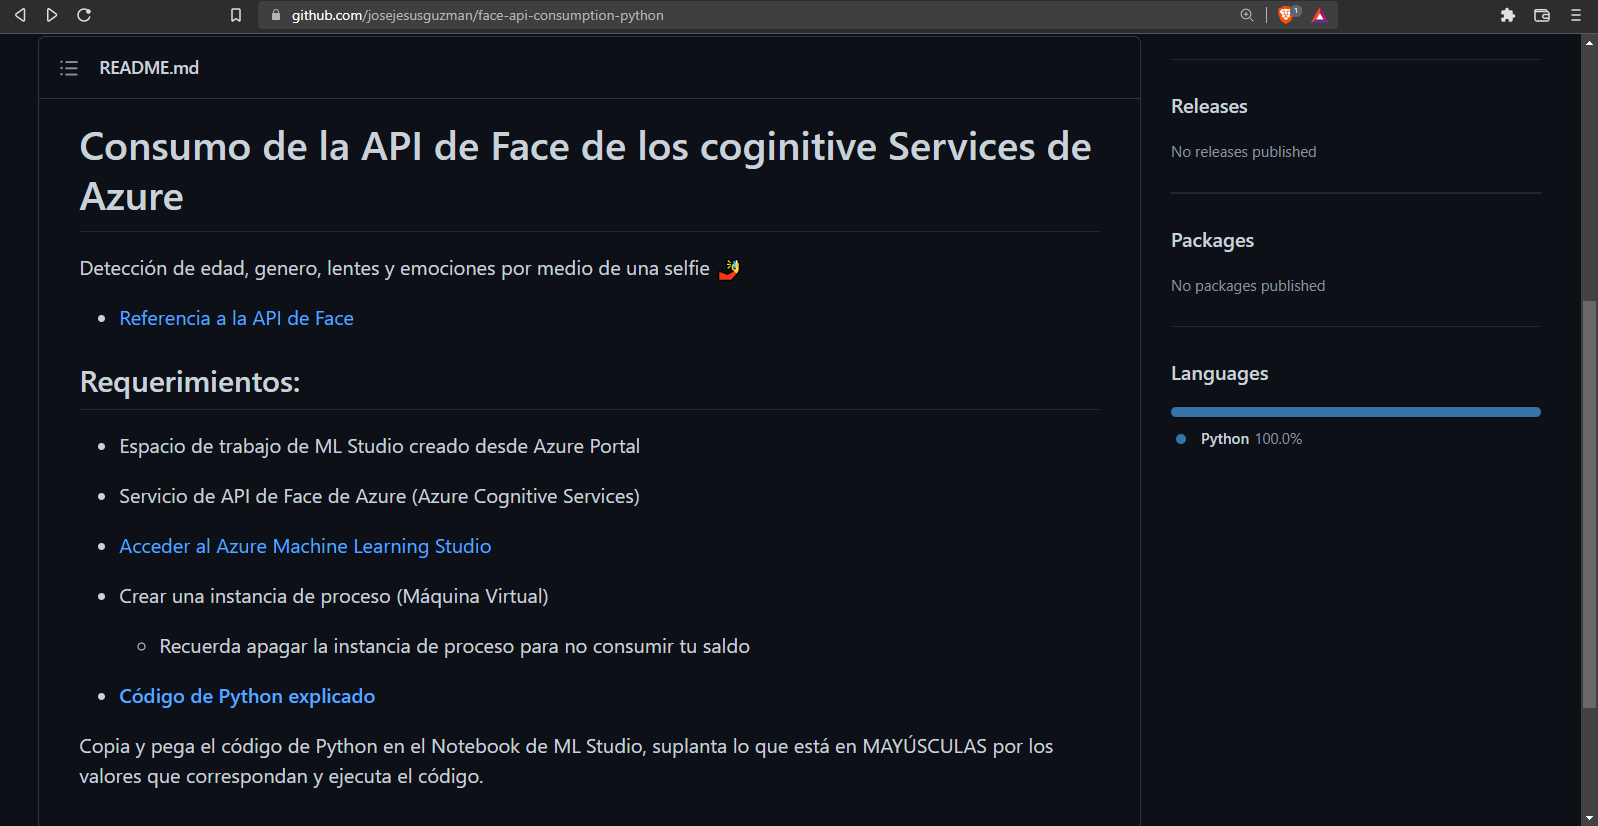 github.com/josejesusguzman/face-api-consumption-python
1
README.md
Consumo de la API de Face de los coginitive Services de
Azure
Detección de edad, genero, lentes y emociones por medio de una selfie
Referencia a la API de Face
Requerimientos:
Espacio de trabajo de ML Studio creado desde Azure Portal
Servicio de API de Face de Azure (Azure Cognitive Services)
Acceder al Azure Machine Learning Studio
Crear una instancia de proceso (Máquina Virtual)
Recuerda apagar la instancia de proceso para no consumir tu saldo
Código de Python explicado
Copia y pega el código de Python en el Notebook de ML Studio, suplanta lo que está en MAYÚSCULAS por los
valores que correspondan y ejecuta el código.
Releases
No releases published
Packages
No packages published
Languages
Python 100.0%